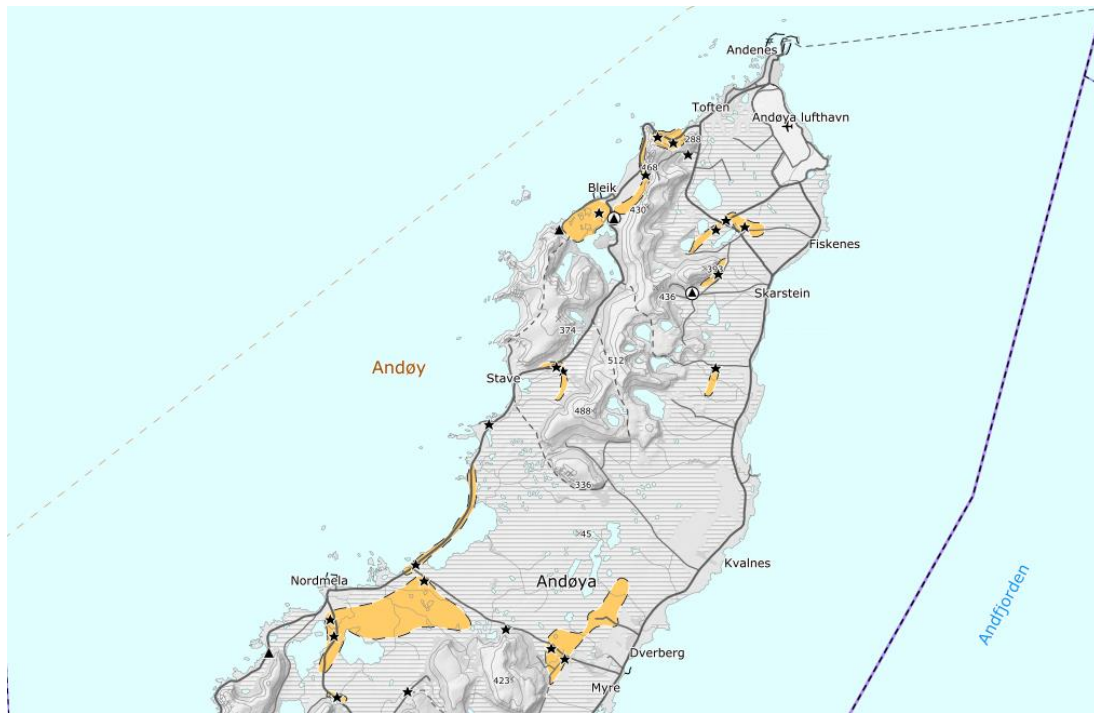 Andenes
Toften
Andøya lufthavn
288
468
Bleik
430
Fiskenes
393
436
Skarstein
374
Andøy
512
Stave
488
336
45
Kvalnes
Nordmela
Andøya
Andfjorden
Dverberg
423
Myre